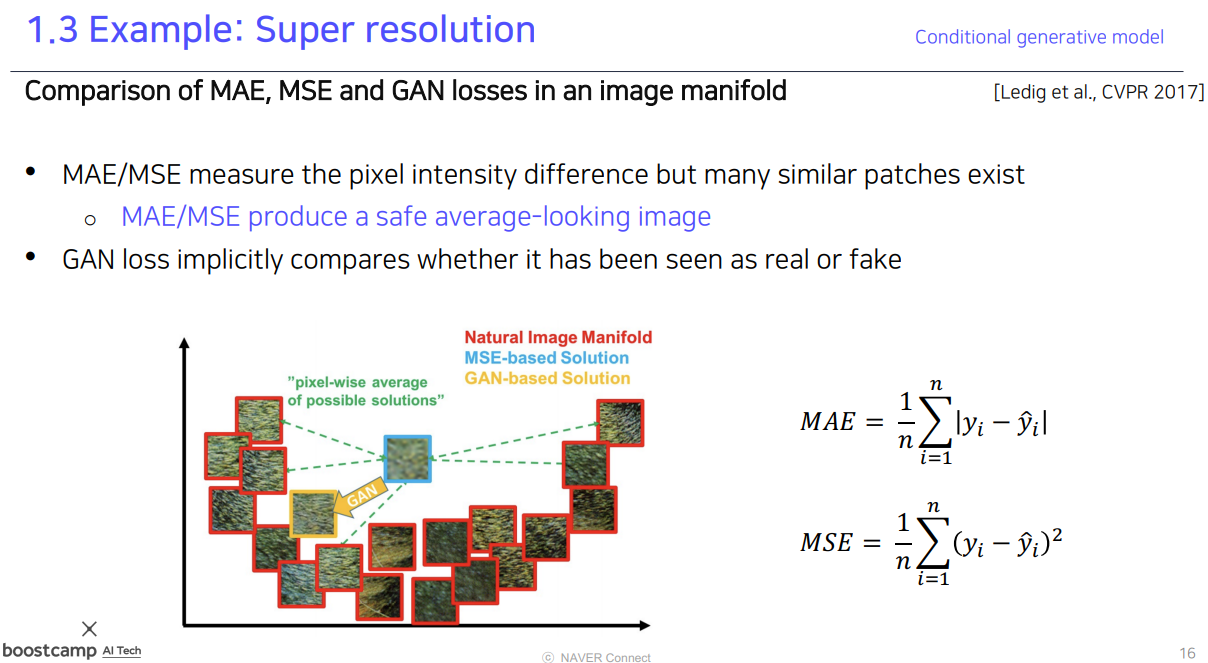 1.3 Example: Super resolution
Conditional generative model
Comparison of MAE, MSE and GAN losses in an image manifold
[Ledig et al., CVPR 2017]
• MAE/MSE measure the pixel intensity difference but many similar patches exist
○ MAE/MSE produce a safe average-looking image
• GAN loss implicitly compares whether it has been seen as real or fake
Natural Image Manifold
MSE-based Solution
GAN-based Solution
"pixel-wise average
of possible solutions"
GAN
MAE = \frac{1}{n}\sum_{i=1}^{n}|y_i − ŷ_i|
MSE = \frac{1}{n}\sum_{i=1}^{n}(y_i − ŷ_i)^2
boostcamp AI Tech
ⓒ NAVER Connect
16